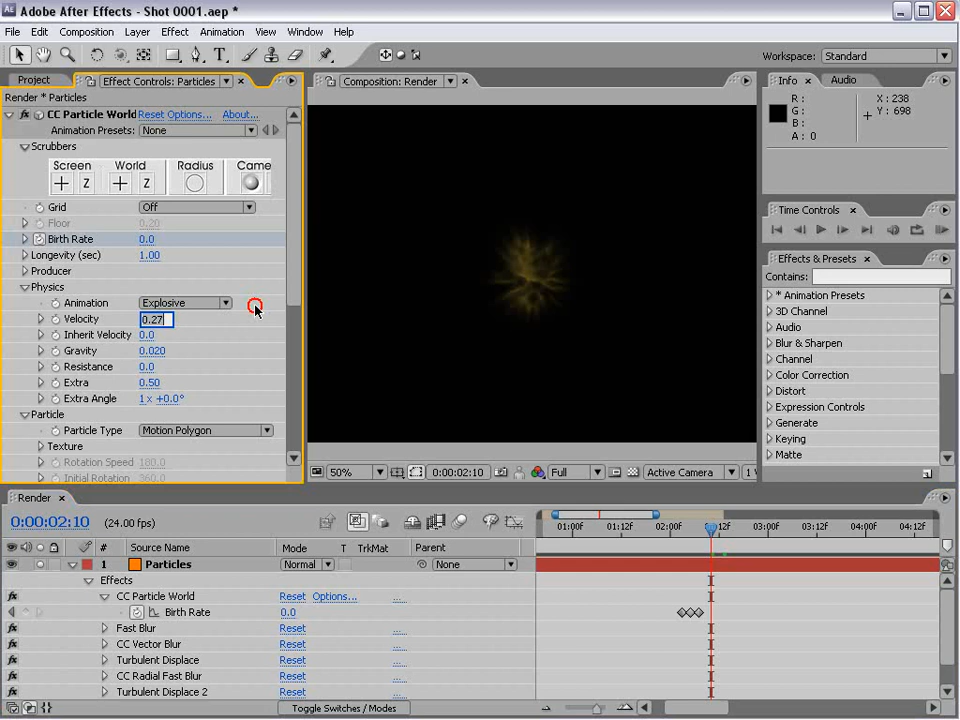 Adobe After Effects - Shot 0001.aep *
File Edit Composition Layer Effect Animation View Window Help
Workspace: Standard
Project Effect Controls: Particles
Composition: Render
Info Audio
Render * Particles
R: X: 238
G: Y: 698
B:
A: 0
CC Particle World Reset Options... About...
Animation Presets: None
Scrubbers
Screen World Radius Came
Z Z
Grid Off
Floor 0.20
Birth Rate 0.0
Longevity (sec) 1.00
Producer
Physics
Animation Explosive
Velocity 0.27
Inherit Velocity 0.0
Gravity 0.020
Resistance 0.0
Extra 0.50
Extra Angle 1x +0.0°
Particle
Particle Type Motion Polygon
Texture
Rotation Speed 180.0
Initial Rotation 360.0
50% 0:00:02:10 Full Active Camera 1
Time Controls
Effects & Presets
Contains:
* Animation Presets
3D Channel
Audio
Blur & Sharpen
Channel
Color Correction
Distort
Expression Controls
Generate
Keying
Matte
Render
0:00:02:10 (24.00 fps)
01:00f 01:12f 02:00f 02:12f 03:00f 03:12f 04:00f 04:12f
# Source Name Mode T TrkMat Parent
1 Particles Normal None
Effects
CC Particle World Reset Options... ...
Birth Rate 0.0
Fast Blur Reset ...
CC Vector Blur Reset ...
Turbulent Displace Reset ...
CC Radial Fast Blur Reset ...
Turbulent Displace 2 Reset ...
Toggle Switches / Modes